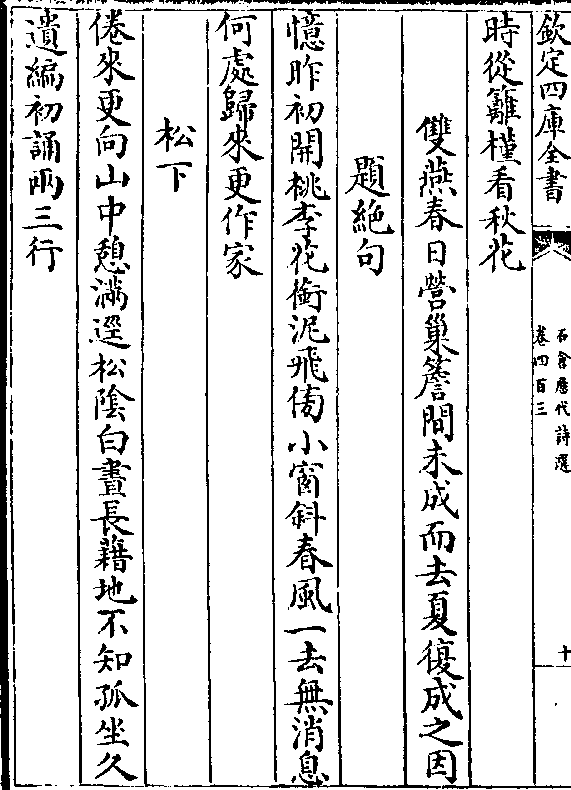 欽定四庫全書
石倉歷代詩選
卷四百三
十
時從籬槿看秋花
雙燕春日營巢簷間未成而去夏復成之因
題絶句
憶昨初開桃李花銜泥飛傍小窗斜春風一去無消息
何處歸來更作家
松下
倦來更向山中憩滿逕松陰白晝長藉地不知孤坐久
遺編初誦兩三行